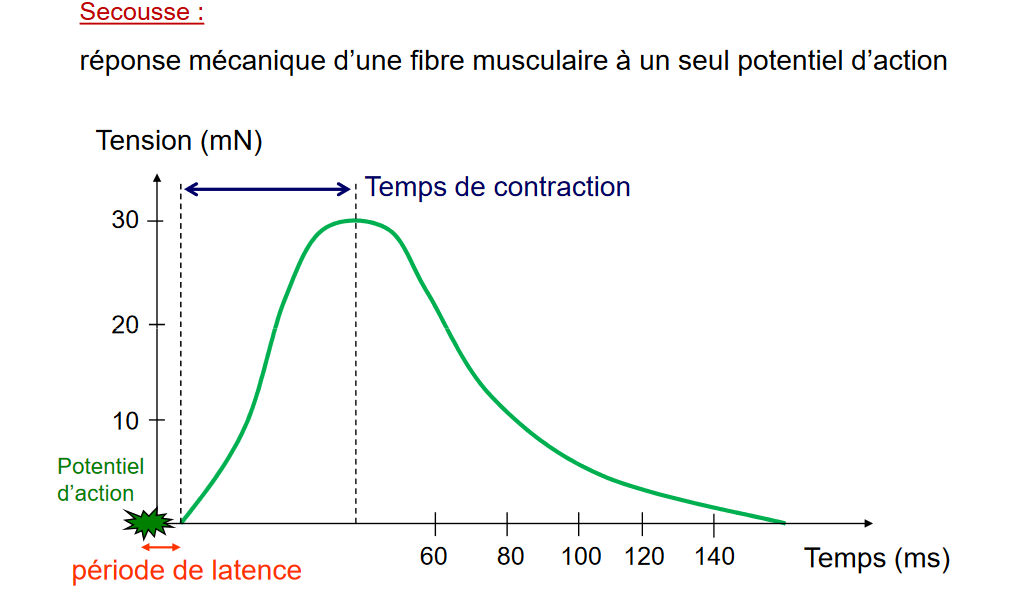 Secousse :
réponse mécanique d’une fibre musculaire à un seul potentiel d’action
Tension (mN)
Temps de contraction
30
20
10
Potentiel
d’action
60 80 100 120 140
Temps (ms)
période de latence